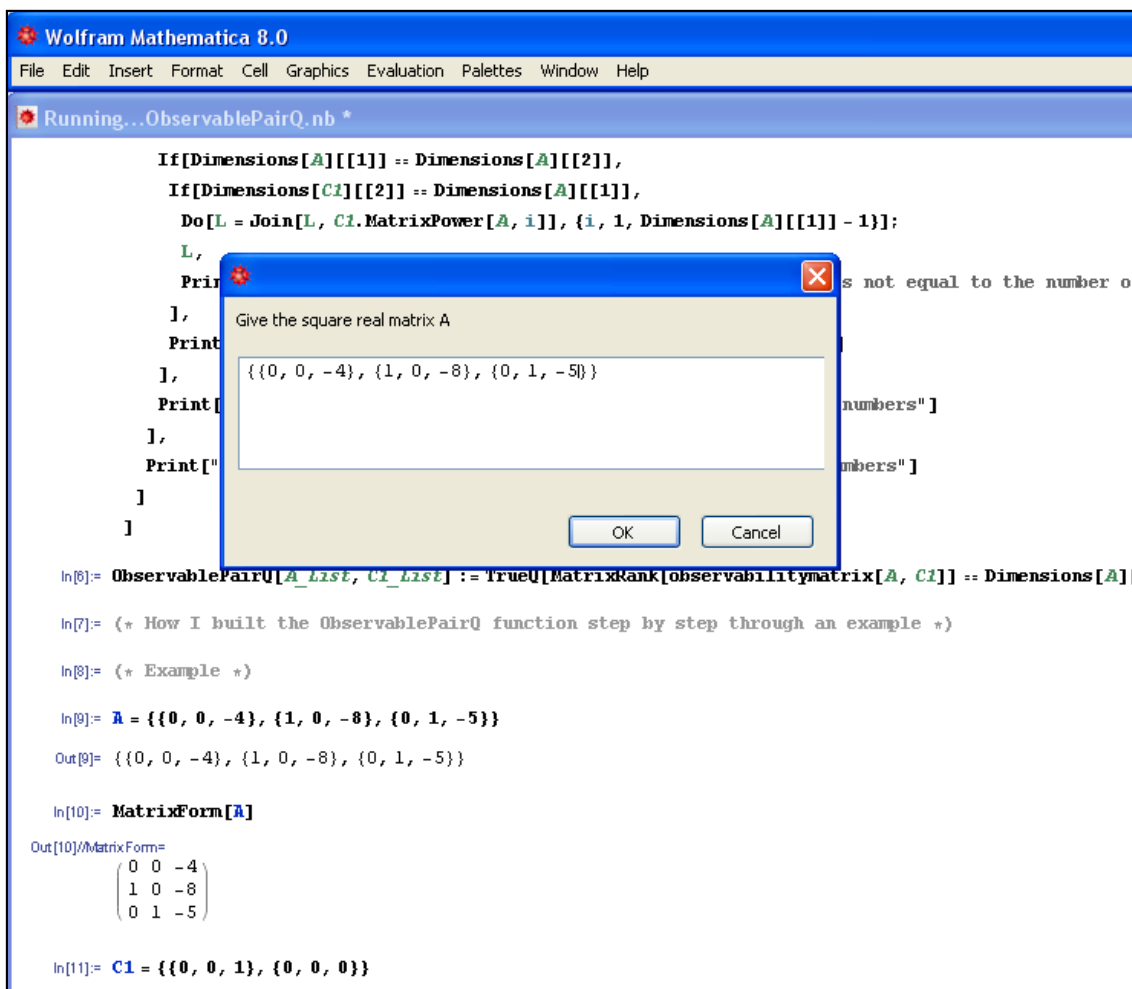 Wolfram Mathematica 8.0
File Edit Insert Format Cell Graphics Evaluation Palettes Window Help
Running...ObservablePairQ.nb *
If[Dimensions[A][[1]] == Dimensions[A][[2]],
If[Dimensions[C1][[2]] == Dimensions[A][[1]],
Do[L = Join[L, C1.MatrixPower[A, i]], {i, 1, Dimensions[A][[1]] - 1}];
L,
s not equal to the number o
],
Give the square real matrix A
Print
{{0, 0, -4}, {1, 0, -8}, {0, 1, -5}}
],
Print[ numbers"]
],
Print[" mbers"]
]
OK Cancel
]
In[6]:= ObservablePairQ[A_List, C1_List] := TrueQ[MatrixRank[observabilitymatrix[A, C1]] == Dimensions[A][
In[7]:= (* How I built the ObservablePairQ function step by step through an example *)
In[8]:= (* Example *)
In[9]:= A = {{0, 0, -4}, {1, 0, -8}, {0, 1, -5}}
Out[9]= {{0, 0, -4}, {1, 0, -8}, {0, 1, -5}}
In[10]:= MatrixForm[A]
Out[10]//MatrixForm=
0 0 -4
1 0 -8
0 1 -5
In[11]:= C1 = {{0, 0, 1}, {0, 0, 0}}